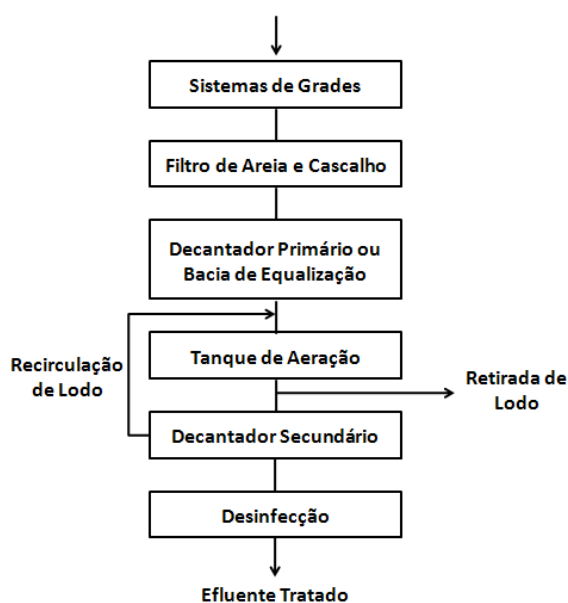 Sistemas de Grades
Filtro de Areia e Cascalho
Decantador Primário ou
Bacia de Equalização
Tanque de Aeração
Recirculação
de Lodo
Retirada de
Lodo
Decantador Secundário
Desinfecção
Efluente Tratado